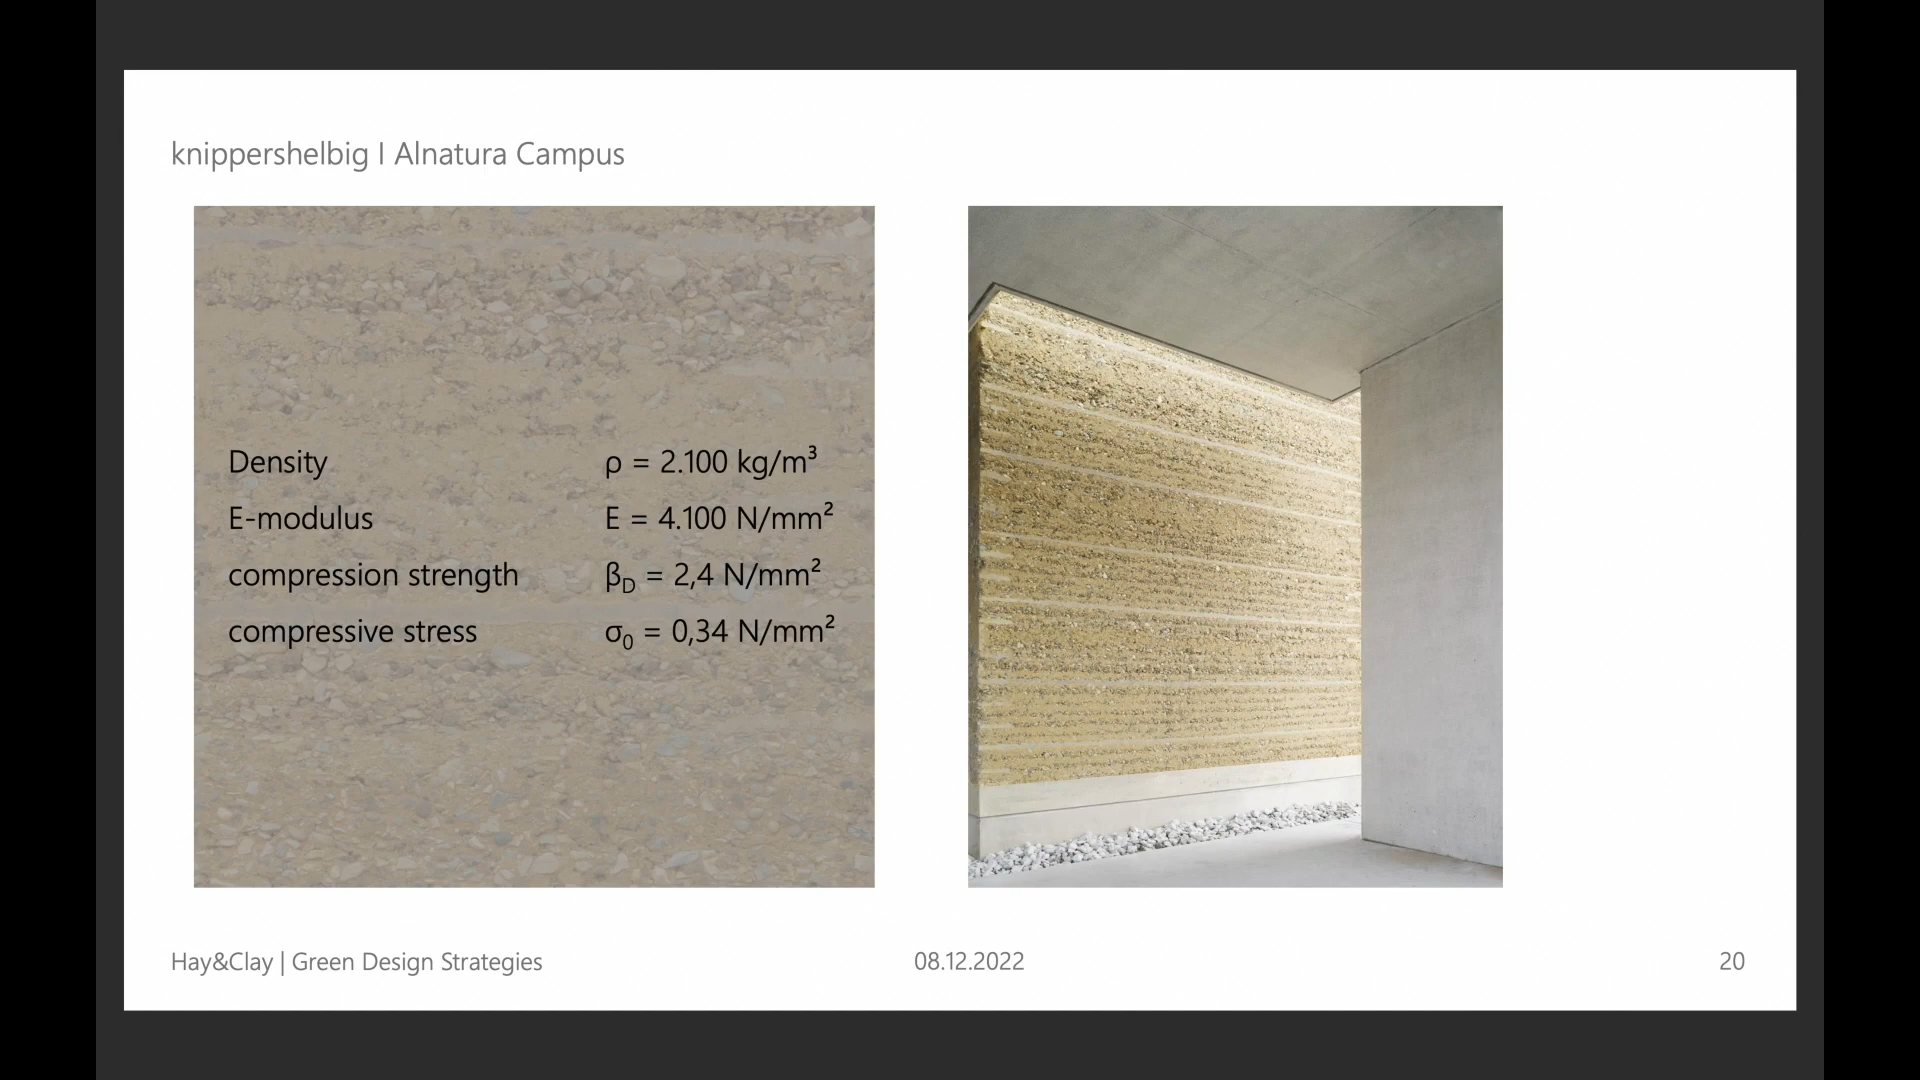 knippershelbig I Alnatura Campus
Density ρ = 2.100 kg/m³
E-modulus E = 4.100 N/mm²
compression strength β_D = 2,4 N/mm²
compressive stress σ₀ = 0,34 N/mm²
Hay&Clay | Green Design Strategies 08.12.2022 20